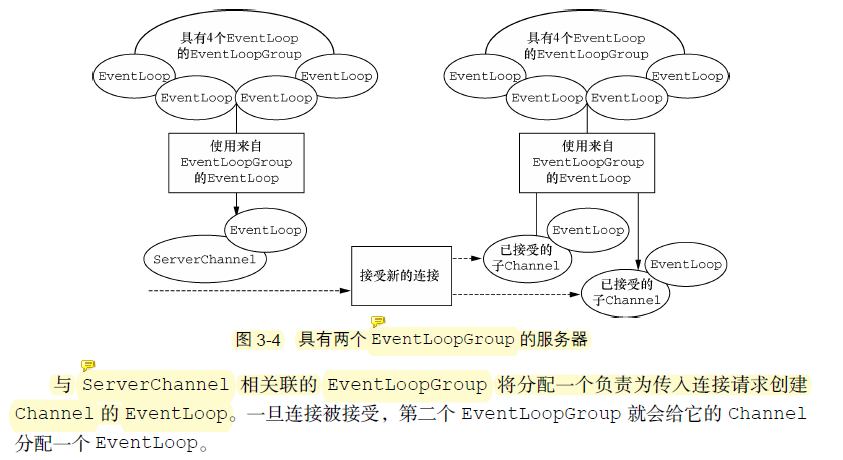 具有4个EventLoop
的EventLoopGroup
EventLoop
EventLoop
EventLoop
EventLoop
使用来自
EventLoopGroup
的EventLoop
EventLoop
ServerChannel
具有4个EventLoop
的EventLoopGroup
EventLoop
EventLoop
EventLoop
EventLoop
使用来自
EventLoopGroup
的EventLoop
接受新的连接
EventLoop
已接受的
子Channel
EventLoop
已接受的
子Channel
图 3-4 具有两个 EventLoopGroup 的服务器
与 ServerChannel 相关联的 EventLoopGroup 将分配一个负责为传入连接请求创建
Channel 的 EventLoop。一旦连接被接受，第二个 EventLoopGroup 就会给它的 Channel
分配一个 EventLoop。